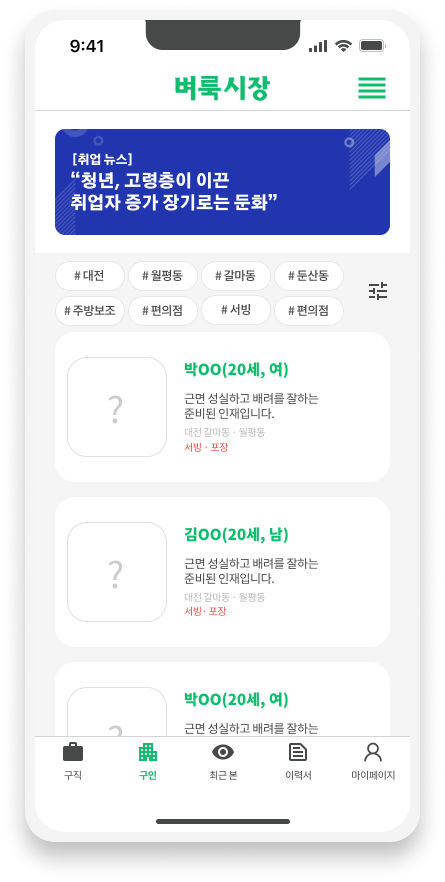 9:41
벼룩시장
[취업 뉴스]
“청년, 고령층이 이끈
취업자 증가 장기로는 둔화”
# 대전 # 월평동 # 갈마동 # 둔산동
# 주방보조 # 편의점 # 서빙 # 편의점
?
박OO(20세, 여)
근면 성실하고 배려를 잘하는
준비된 인재입니다.
대전 갈마동 · 월평동
서빙 · 포장
?
김OO(20세, 남)
근면 성실하고 배려를 잘하는
준비된 인재입니다.
대전 갈마동 · 월평동
서빙 · 포장
?
박OO(20세, 여)
근면 성실하고 배려를 잘하는
구직 구인 최근 본 이력서 마이페이지